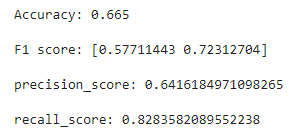 Accuracy: 0.665
F1 score: [0.57711443 0.72312704]
precision_score: 0.6416184971098265
recall_score: 0.8283582089552238